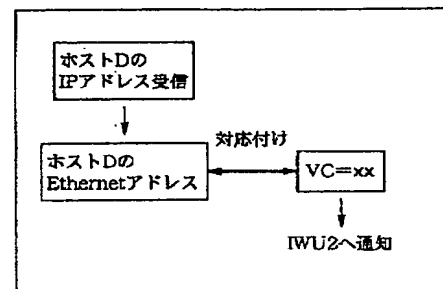 ホストDの
IPアドレス受信
対応付け
ホストDの
Ethernetアドレス
VC=xx
IWU2へ通知